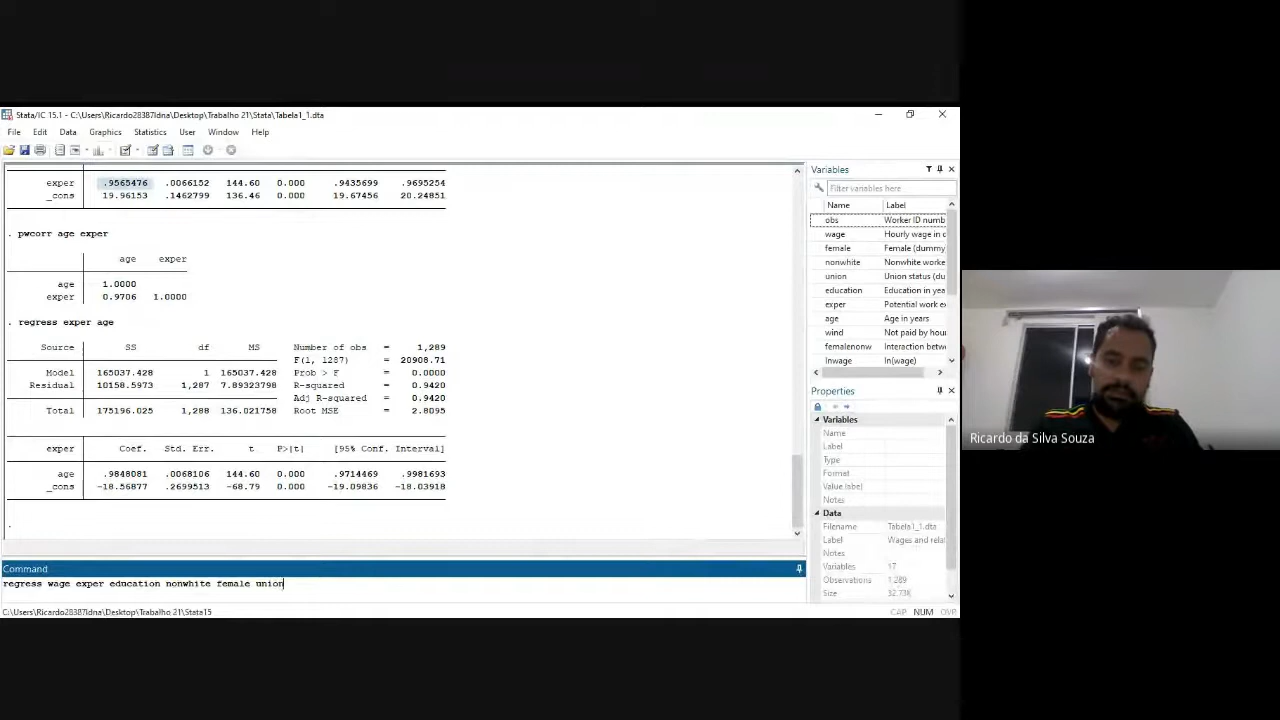 Stata/IC 15.1 - C:\Users\Ricardo28387ldna\Desktop\Trabalho 21\Stata\Tabela1_1.dta
File Edit Data Graphics Statistics User Window Help
exper .9565476 .0066152 144.60 0.000 .9435699 .9695254
_cons 19.96153 .1462799 136.46 0.000 19.67456 20.24851
. pwcorr age exper
age exper
age 1.0000
exper 0.9706 1.0000
. regress exper age
Source SS df MS Number of obs = 1,289
F(1, 1287) = 20908.71
Model 165037.428 1 165037.428 Prob > F = 0.0000
Residual 10158.5973 1,287 7.89323798 R-squared = 0.9420
Adj R-squared = 0.9420
Total 175196.025 1,288 136.021758 Root MSE = 2.8095
exper Coef. Std. Err. t P>|t| [95% Conf. Interval]
age .9848081 .0068106 144.60 0.000 .9714469 .9981693
_cons -18.56877 .2699513 -68.79 0.000 -19.09836 -18.03918
.
Command
regress wage exper education nonwhite female union
C:\Users\Ricardo28387ldna\Desktop\Trabalho 21\Stata15
CAP NUM OVR
Variables
Filter variables here
Name Label
obs Worker ID numb
wage Hourly wage in c
female Female (dummy
nonwhite Nonwhite worke
union Union status (du
education Education in yea
exper Potential work e
age Age in years
wind Not paid by hour
femalenonw Interaction betw
lnwage ln(wage)
Properties
Variables
Name
Label
Type
Format
Value label
Notes
Data
Filename Tabela1_1.dta
Label Wages and rela
Notes
Variables 17
Observations 1,289
Size 32.73K
Ricardo da Silva Souza